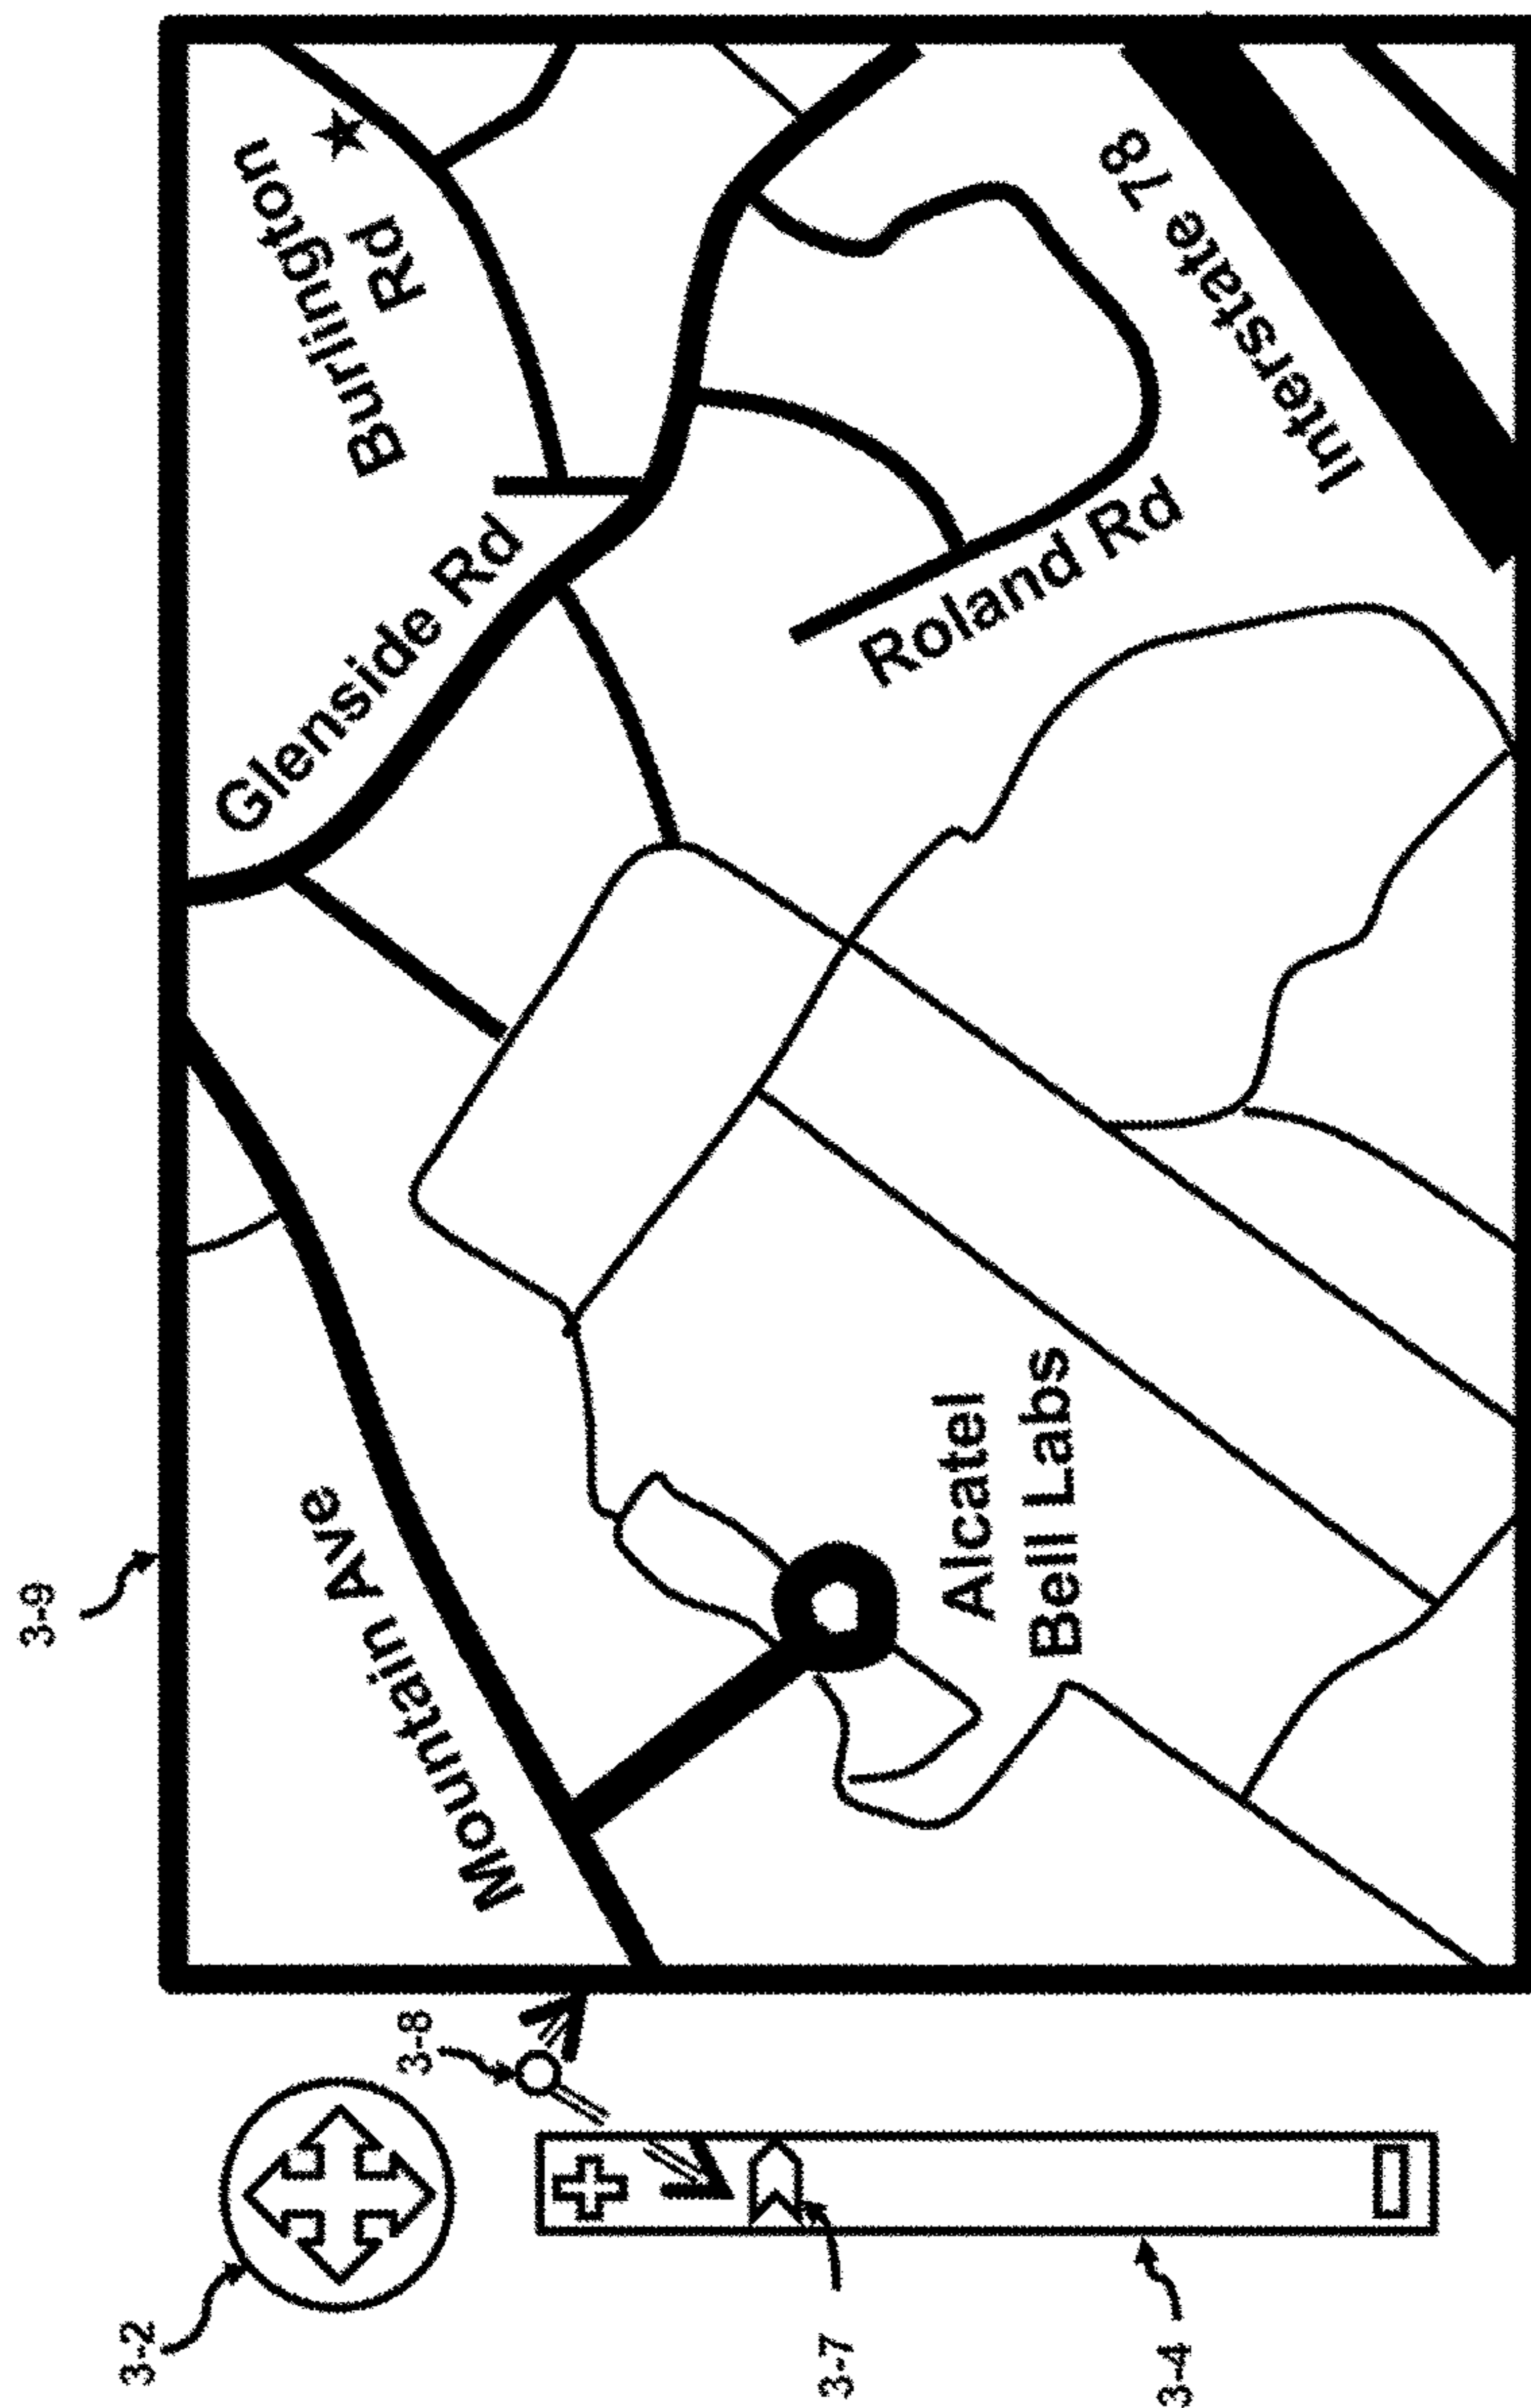 3-9
3-2
3-8
3-7
3-4
Mountain Ave
Glenside Rd
Burlington
Rd
Roland Rd
Interstate 78
Alcatel
Bell Labs